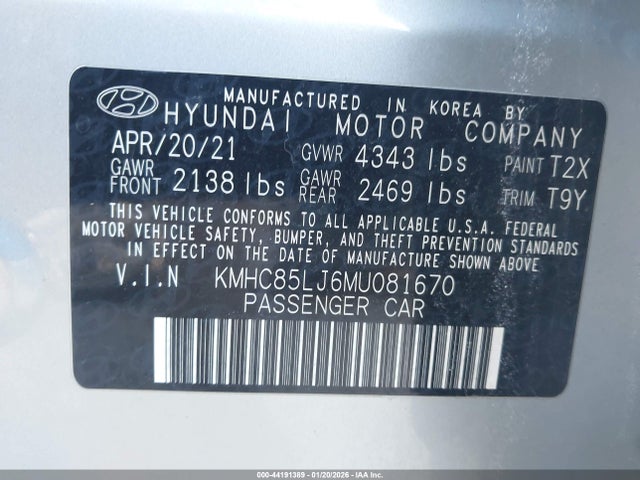 MANUFACTURED IN KOREA BY
HYUNDAI MOTOR COMPANY
APR/20/21 GVWR 4343 lbs PAINT T2X
GAWR FRONT 2138 lbs GAWR REAR 2469 lbs TRIM T9Y
THIS VEHICLE CONFORMS TO ALL APPLICABLE U.S.A. FEDERAL
MOTOR VEHICLE SAFETY, BUMPER, AND THEFT PREVENTION STANDARDS
IN EFFECT ON THE DATE OF MANUFACTURE SHOWN ABOVE.
V.I.N KMHC85LJ6MU081670
PASSENGER CAR
000-44191389 | 01/20/2026 - IAA Inc.